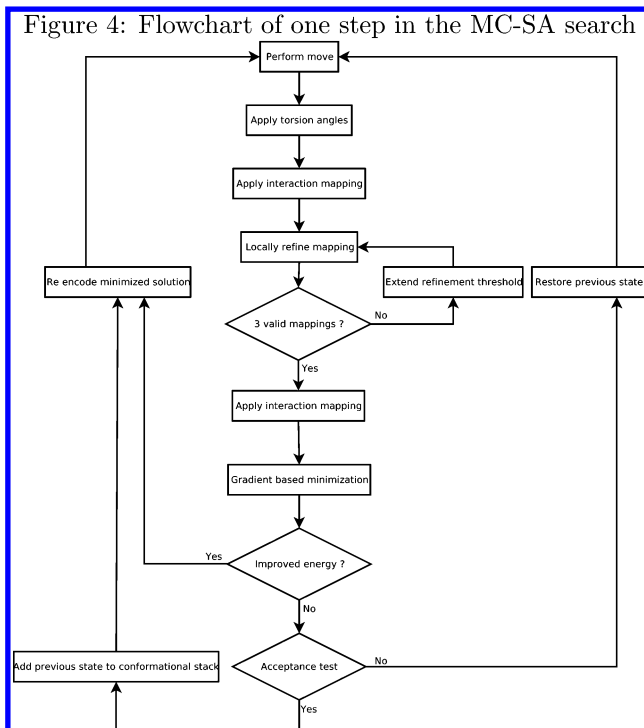 Figure 4: Flowchart of one step in the MC-SA search
Perform move
Apply torsion angles
Apply interaction mapping
Locally refine mapping
Re encode minimized solution
Extend refinement threshold
Restore previous state
3 valid mappings ?
No
Yes
Apply interaction mapping
Gradient based minimization
Yes
Improved energy ?
No
Add previous state to conformational stack
Acceptance test
No
Yes